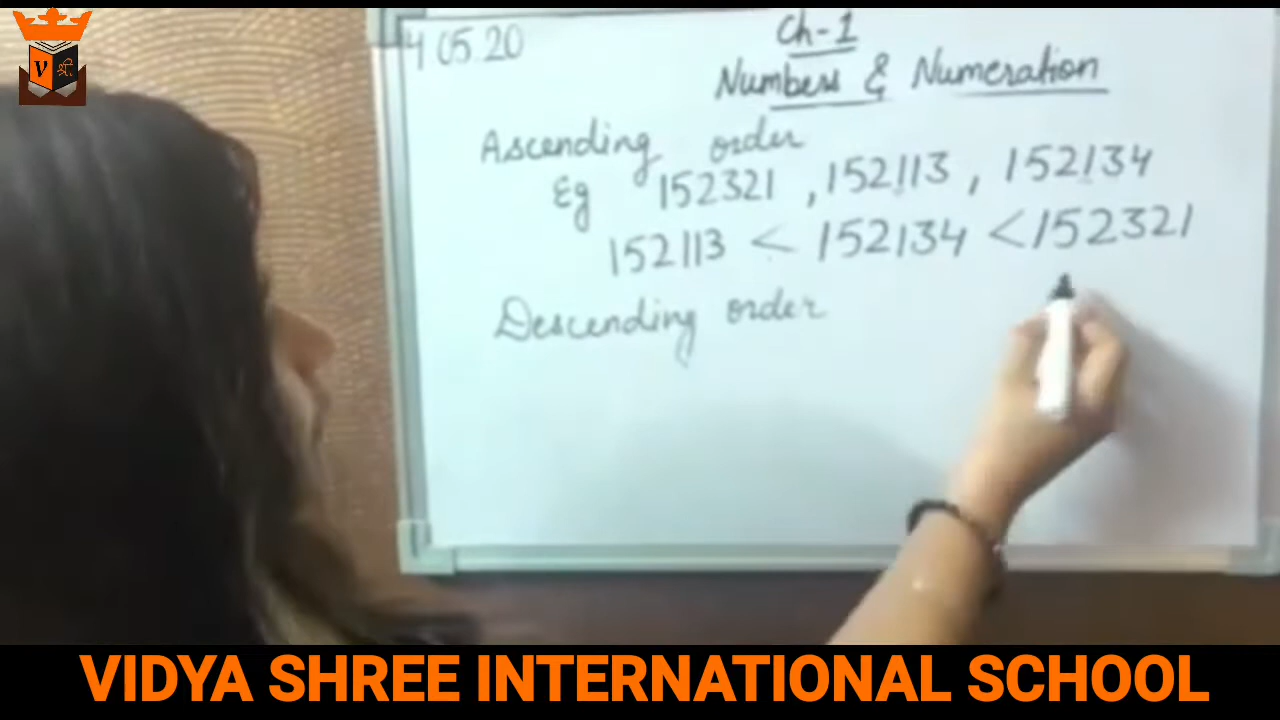 V श्री.
4 05.20
Ch-1
Numbers & Numeration
Ascending order
Eg 152321 , 152113 , 152134
152113 < 152134 < 152321
Descending order
VIDYA SHREE INTERNATIONAL SCHOOL